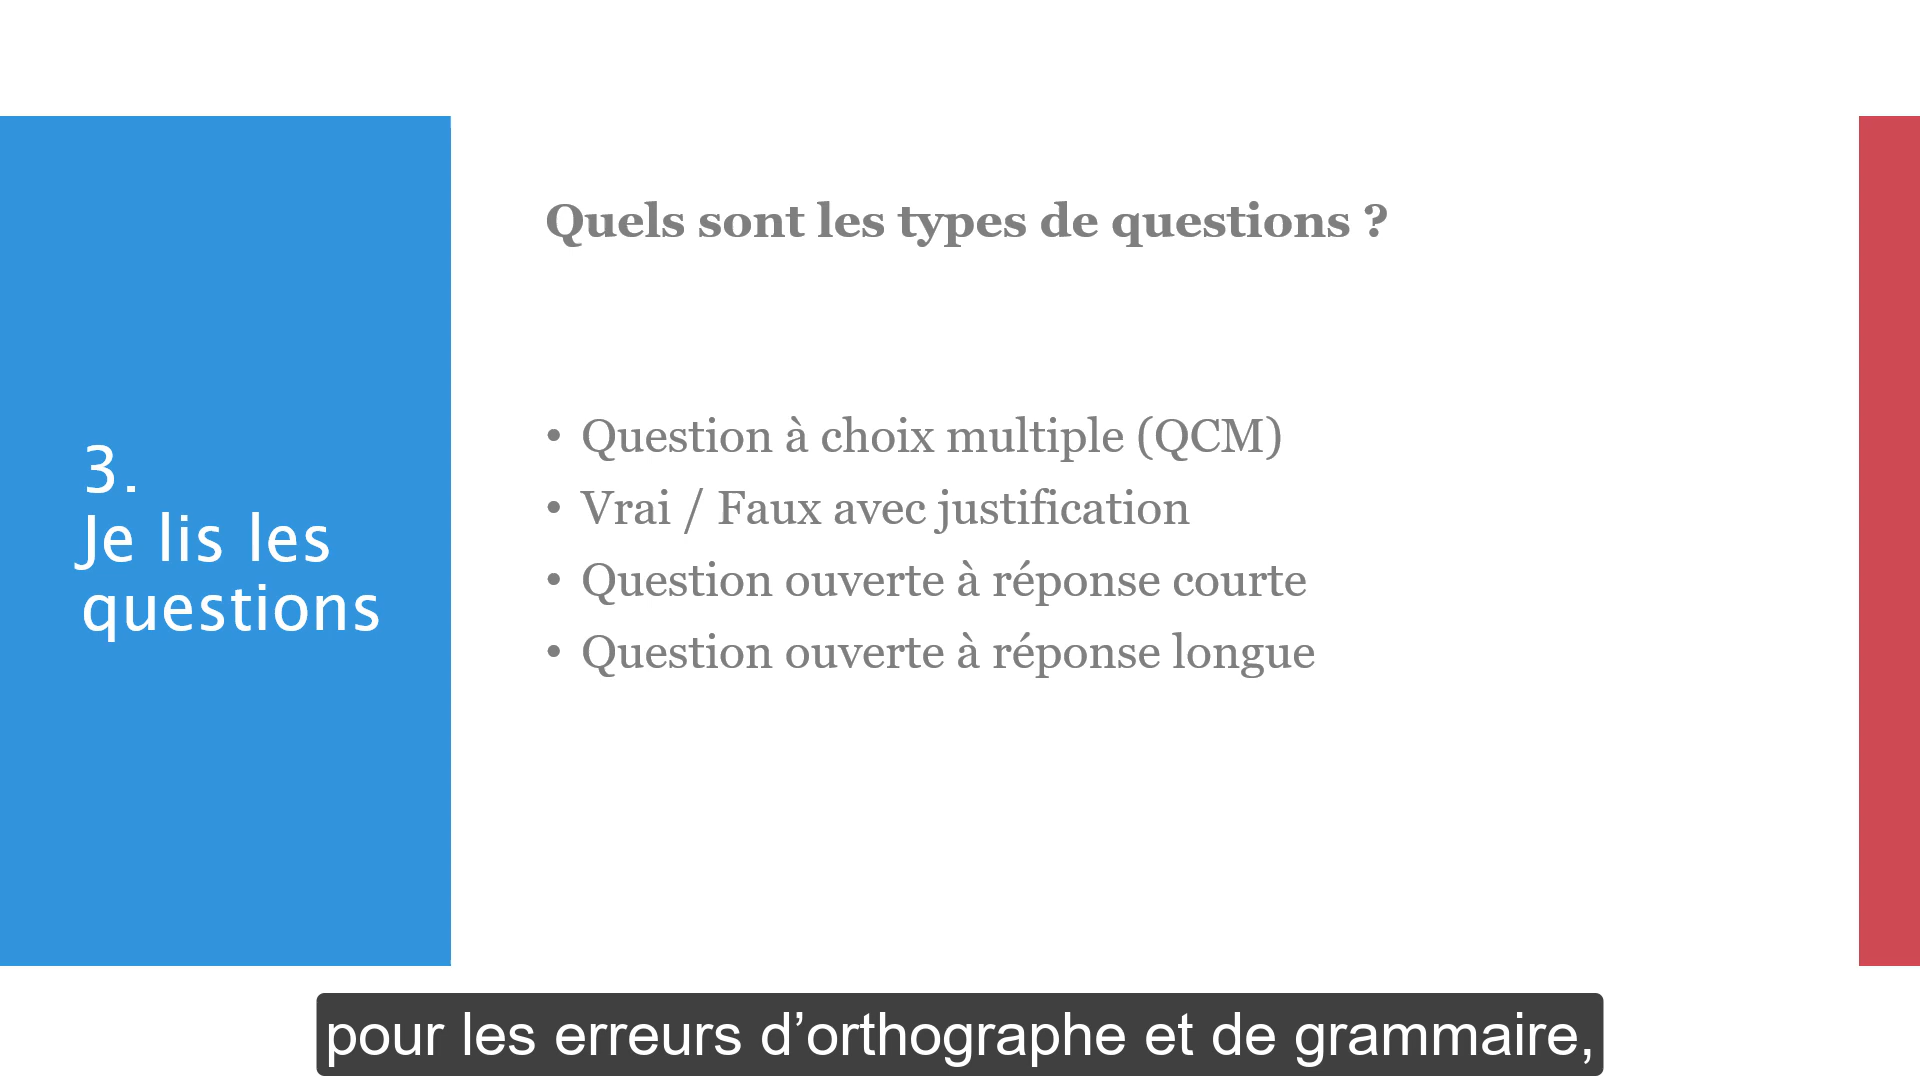 3.
Je lis les
questions
Quels sont les types de questions ?
• Question à choix multiple (QCM)
• Vrai / Faux avec justification
• Question ouverte à réponse courte
• Question ouverte à réponse longue
pour les erreurs d’orthographe et de grammaire,